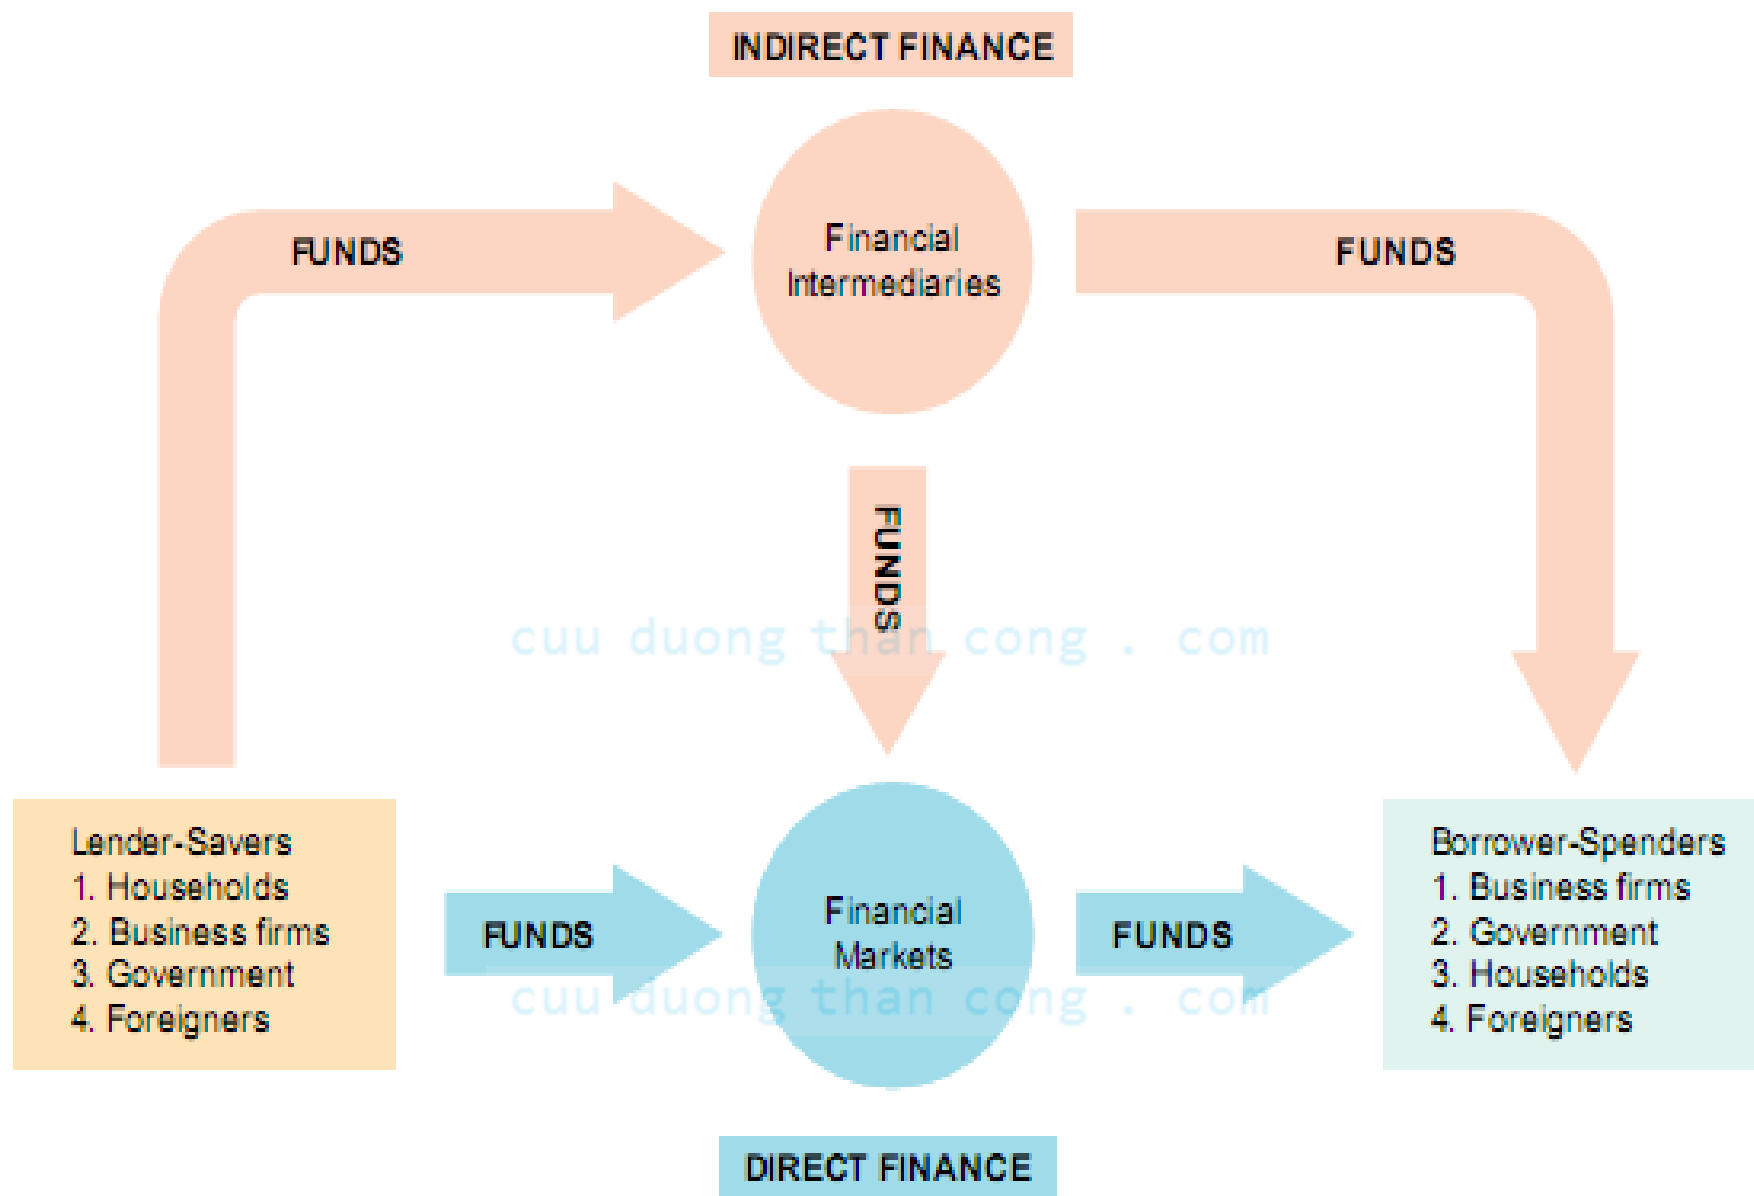 INDIRECT FINANCE
Financial
Intermediaries
FUNDS
FUNDS
FUNDS
cuu duong than cong . com
Lender-Savers
1. Households
2. Business firms
3. Government
4. Foreigners
FUNDS
Financial
Markets
FUNDS
Borrower-Spenders
1. Business firms
2. Government
3. Households
4. Foreigners
cuu duong than cong . com
DIRECT FINANCE